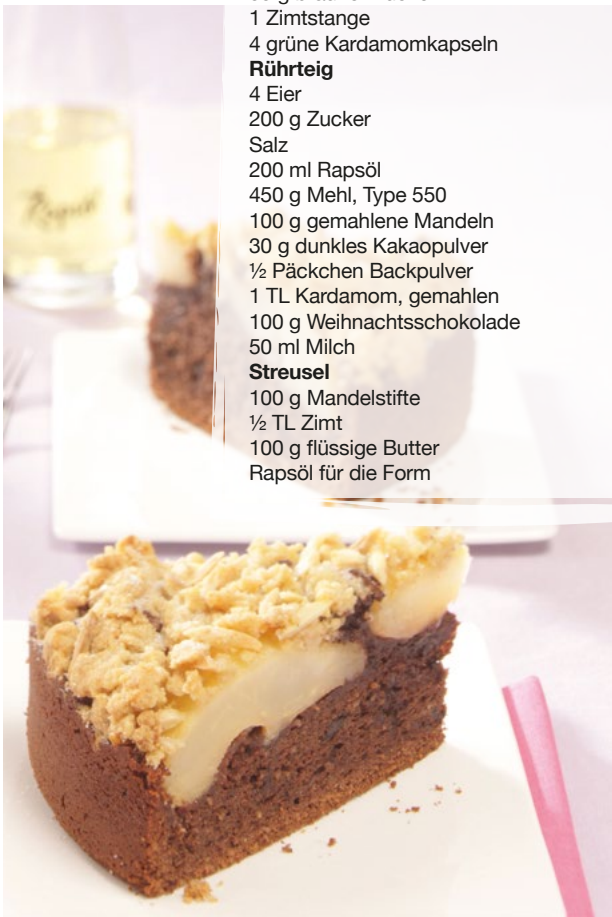 1 Zimtstange
4 grüne Kardamomkapseln
Rührteig
4 Eier
200 g Zucker
Salz
200 ml Rapsöl
450 g Mehl, Type 550
100 g gemahlene Mandeln
30 g dunkles Kakaopulver
½ Päckchen Backpulver
1 TL Kardamom, gemahlen
100 g Weihnachtsschokolade
50 ml Milch
Streusel
100 g Mandelstifte
½ TL Zimt
100 g flüssige Butter
Rapsöl für die Form